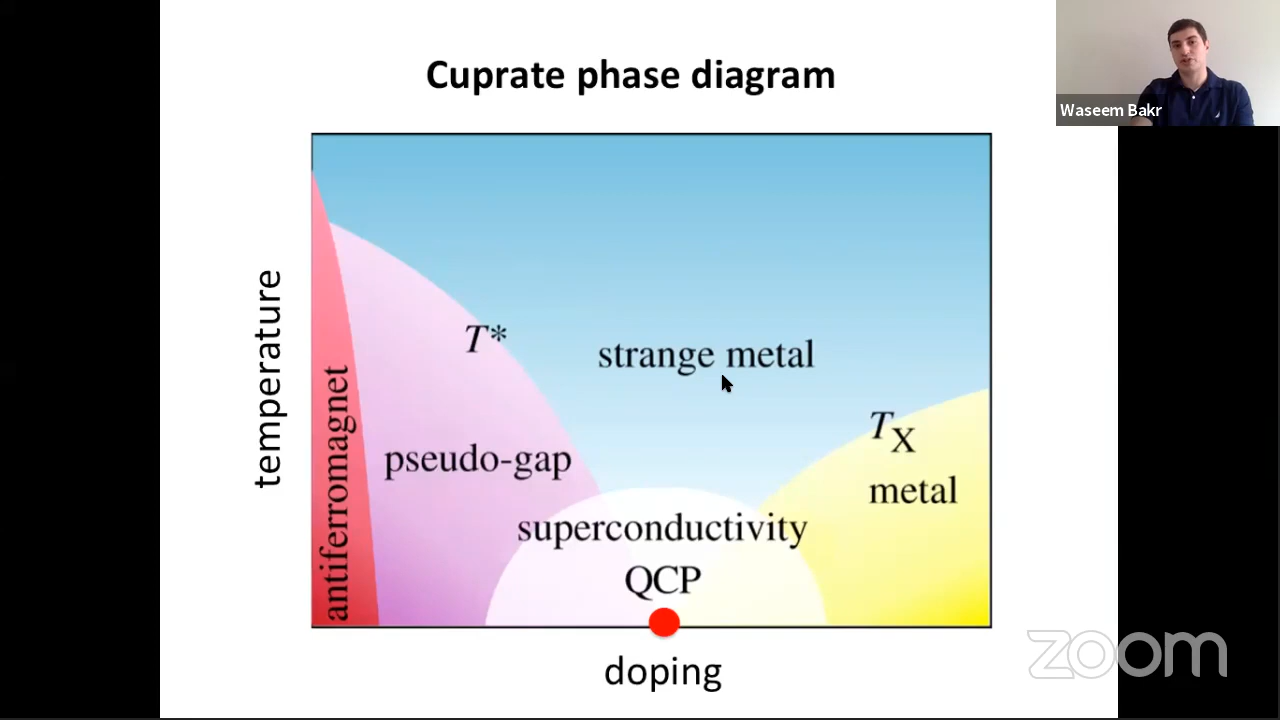 Cuprate phase diagram
Waseem Bakr
temperature
antiferromagnet
T*
strange metal
pseudo-gap
TX
metal
superconductivity
QCP
doping
zoom